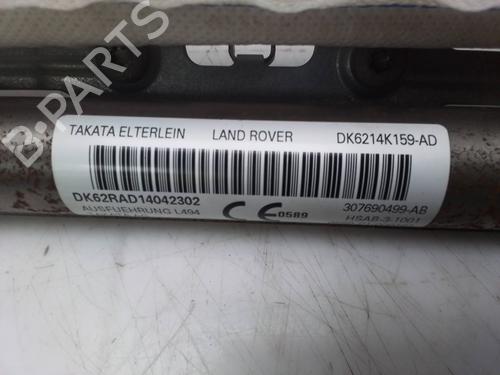 B-PARTS
TAKATA ELTERLEIN LAND ROVER DK6214K159-AD
DK62RAD14042302 CE 0589 307690499-AB
AUSFUEHRUNG L494 HSAB-3-1001